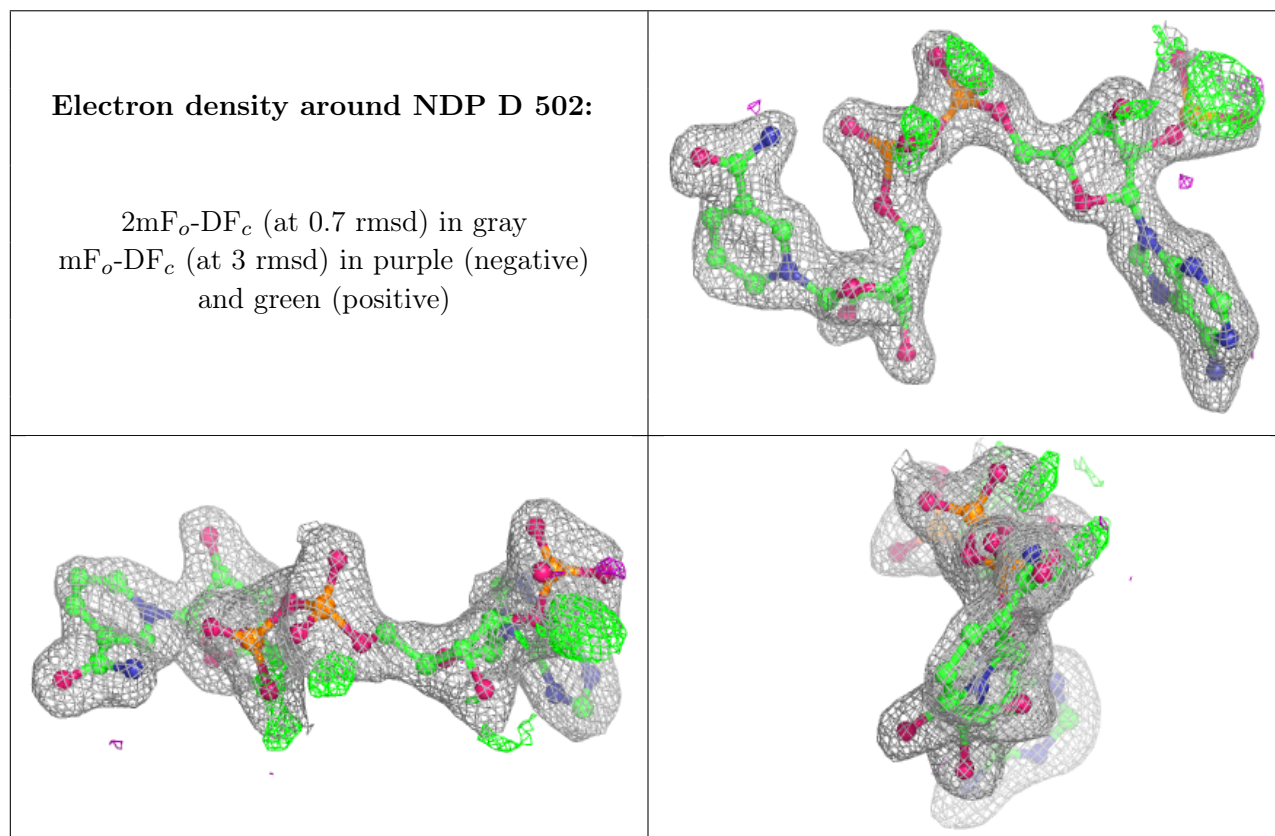 Electron density around NDP D 502:
2mFo-DFc (at 0.7 rmsd) in gray
mFo-DFc (at 3 rmsd) in purple (negative)
and green (positive)